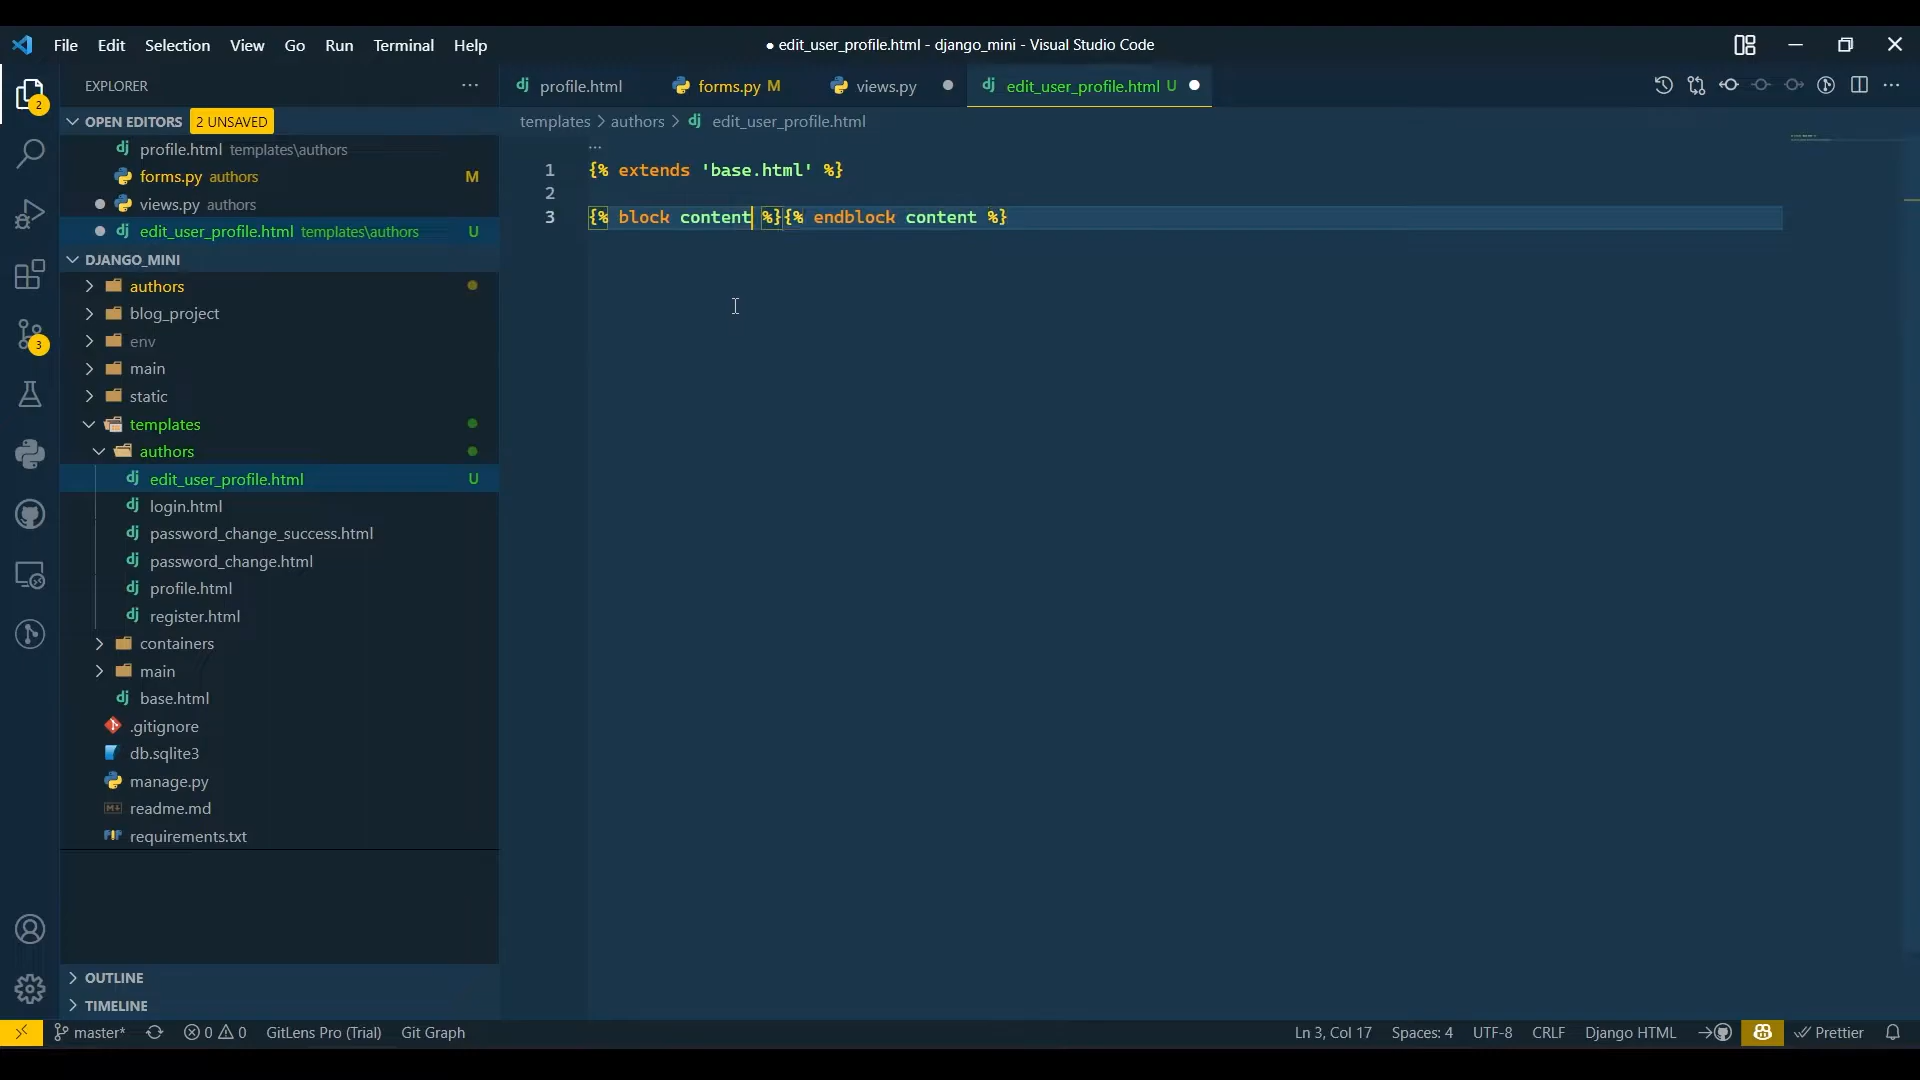 File Edit Selection View Go Run Terminal Help
● edit_user_profile.html - django_mini - Visual Studio Code
EXPLORER
profile.html
forms.py M
views.py
edit_user_profile.html U
OPEN EDITORS 2 UNSAVED
templates > authors > edit_user_profile.html
profile.html templates\authors
forms.py authors M
views.py authors
edit_user_profile.html templates\authors U
1 {% extends 'base.html' %}
2
3 {% block content %}{% endblock content %}
DJANGO_MINI
authors
blog_project
env
main
static
templates
authors
edit_user_profile.html U
login.html
password_change_success.html
password_change.html
profile.html
register.html
containers
main
base.html
.gitignore
db.sqlite3
manage.py
readme.md
requirements.txt
OUTLINE
TIMELINE
2
3
master* 0 0 GitLens Pro (Trial) Git Graph
Ln 3, Col 17 Spaces: 4 UTF-8 CRLF Django HTML Prettier